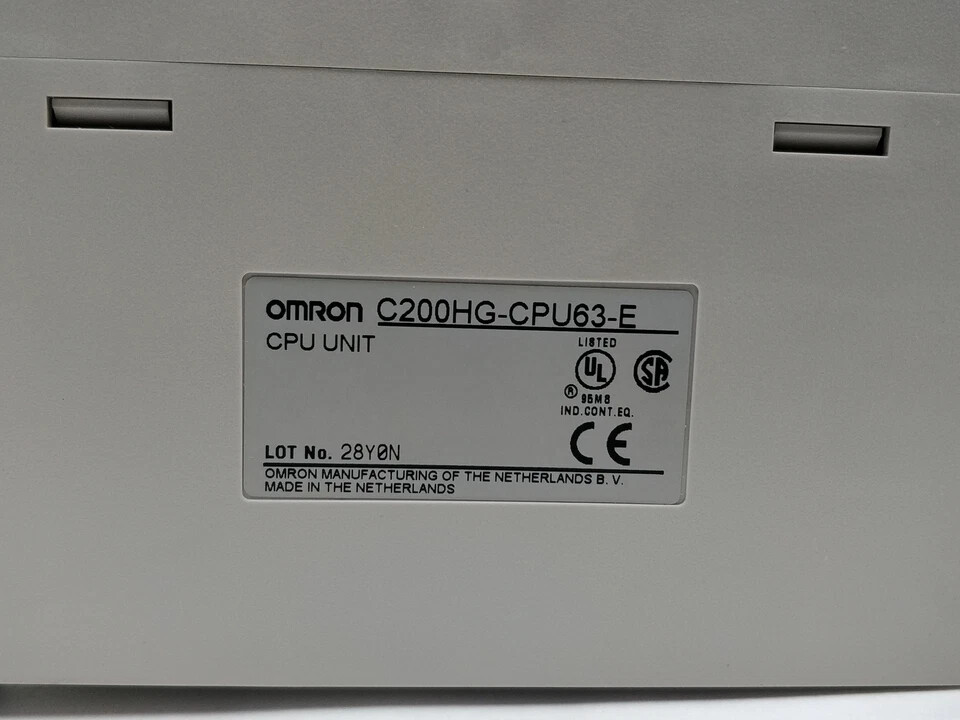 OMRON C200HG-CPU63-E
CPU UNIT
LISTED
UL
SA
® 95M8
IND.CONT.EQ.
CE
LOT No. 28Y0N
OMRON MANUFACTURING OF THE NETHERLANDS B.V.
MADE IN THE NETHERLANDS